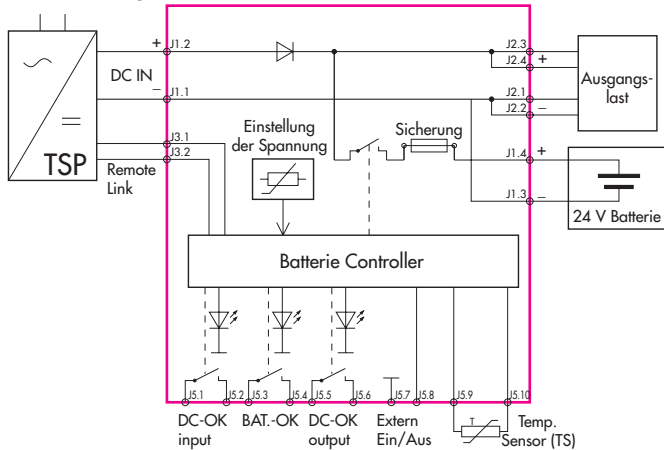 +
J1.2
J2.3
J2.4
+
DC IN
Ausgangs-
last
−
J1.1
J2.1
J2.2
−
Einstellung
der Spannung
Sicherung
J3.1
J3.2
TSP
Remote
Link
J1.4
+
J1.3
−
24 V Batterie
Batterie Controller
J5.1
J5.2
J5.3
J5.4
J5.5
J5.6
J5.7
J5.8
J5.9
J5.10
DC-OK
input
BAT.-OK
DC-OK
output
Extern
Ein/Aus
T
Temp.
Sensor (TS)